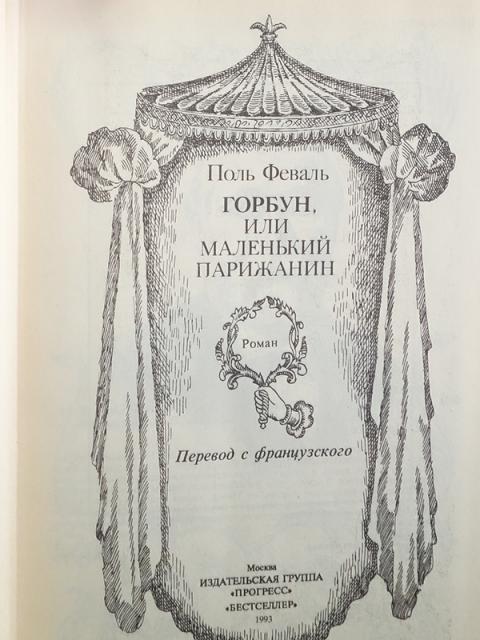 Поль Феваль
ГОРБУН,
ИЛИ
МАЛЕНЬКИЙ
ПАРИЖАНИН
Роман
Перевод с французского
Москва
ИЗДАТЕЛЬСКАЯ ГРУППА
«ПРОГРЕСС»
«БЕСТСЕЛЛЕР»
1993